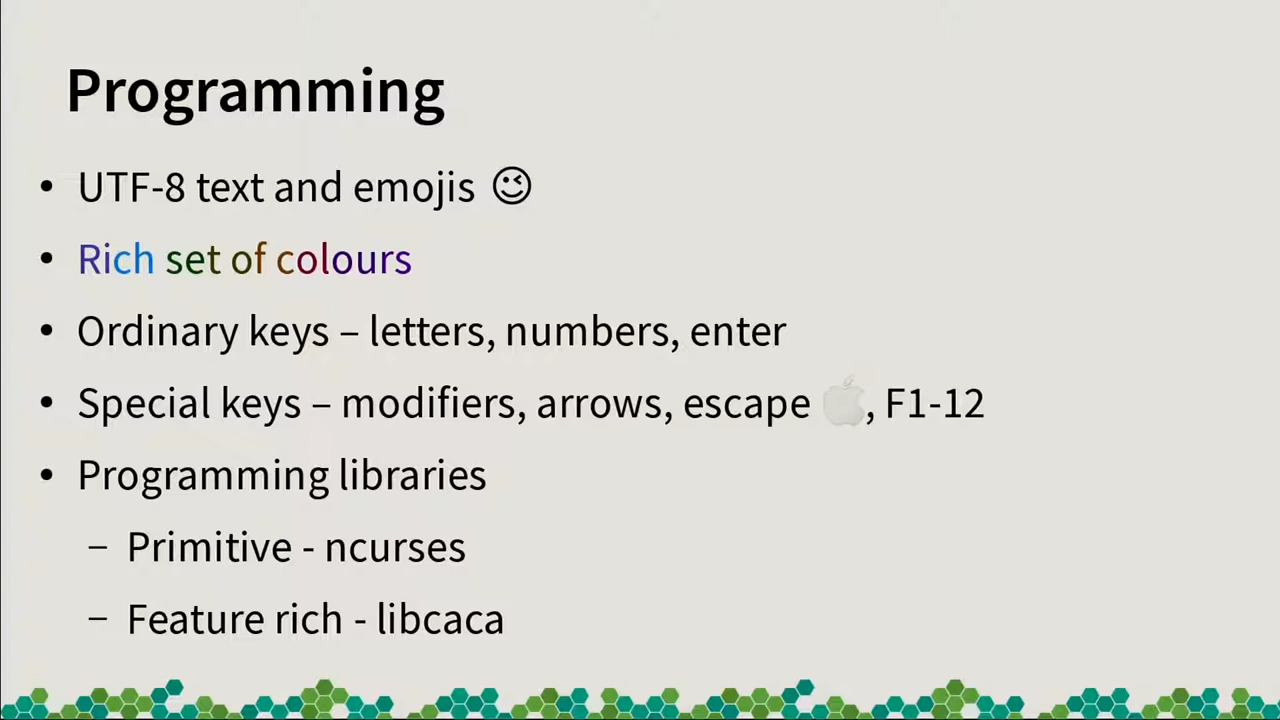 Programming
• UTF-8 text and emojis 😉
• Rich set of colours
• Ordinary keys – letters, numbers, enter
• Special keys – modifiers, arrows, escape , F1-12
• Programming libraries
– Primitive - ncurses
– Feature rich - libcaca